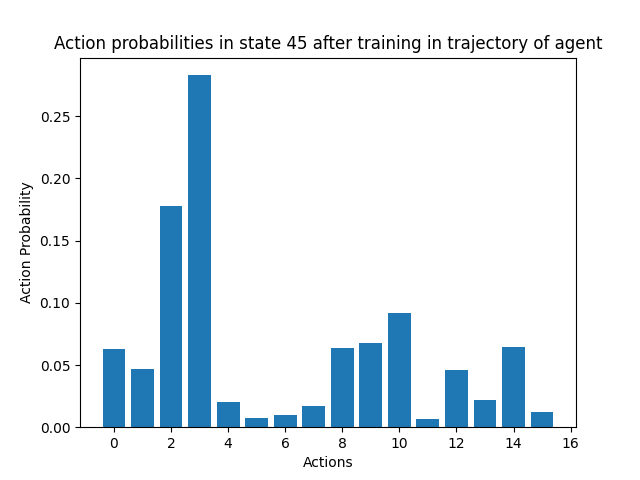 Action probabilities in state 45 after training in trajectory of agent
Action Probability
0.25
0.20
0.15
0.10
0.05
0.00
0 2 4 6 8 10 12 14 16
Actions